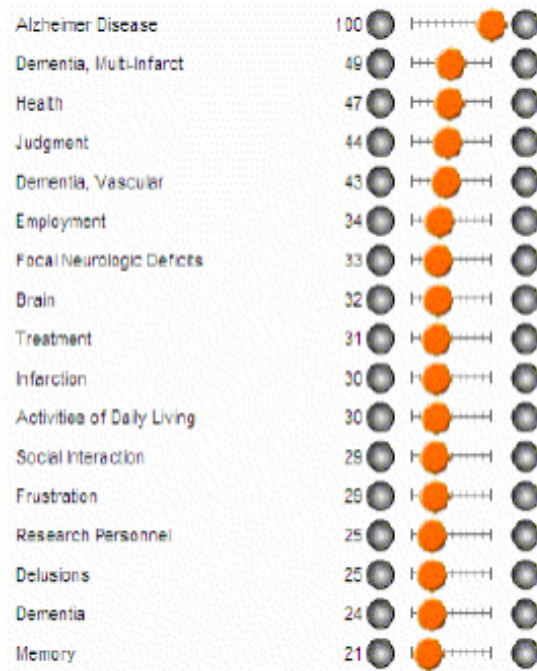 Alzheimer Disease 100
Dementia, Multi-Infarct 49
Health 47
Judgment 44
Dementia, Vascular 43
Employment 34
Focal Neurologic Deficits 33
Brain 32
Treatment 31
Infarction 30
Activities of Daily Living 30
Social Interaction 29
Frustration 29
Research Personnel 25
Delusions 25
Dementia 24
Memory 21